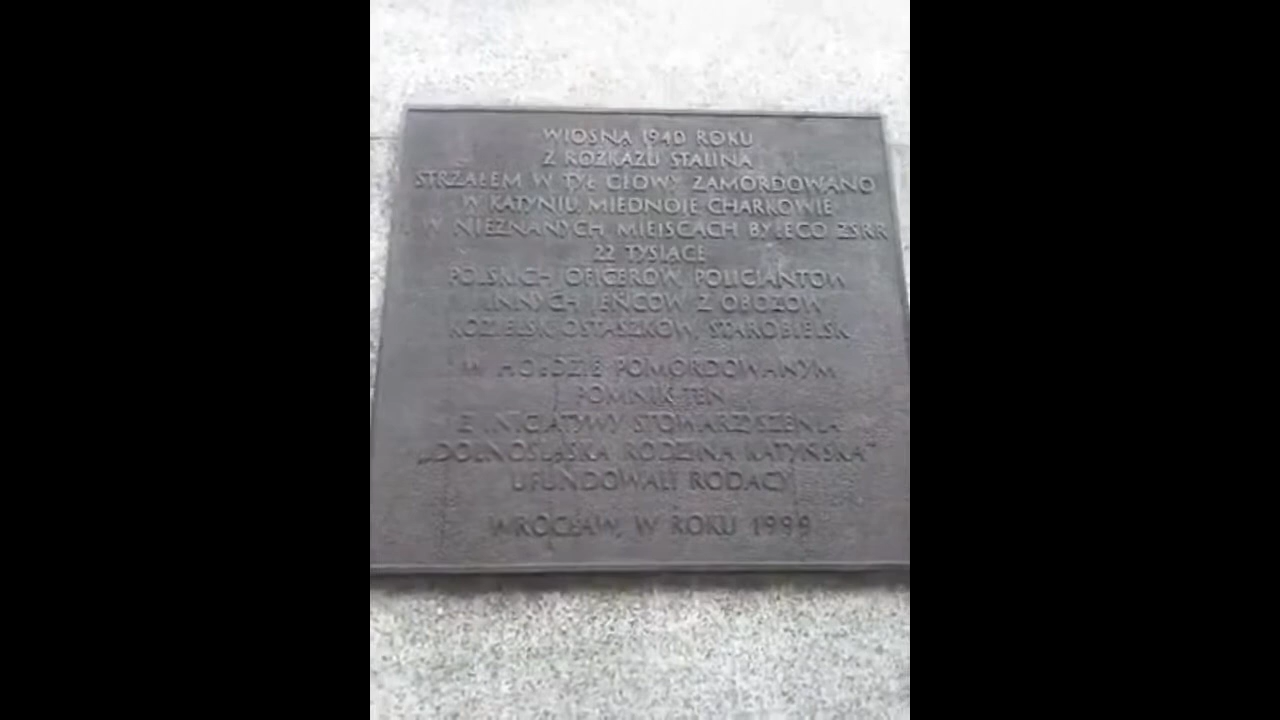 WIOSNĄ 1940 ROKU
Z ROZKAZU STALINA
STRZAŁEM W TYŁ GŁOWY ZAMORDOWANO
W KATYNIU, MIEDNOJE, CHARKOWIE
I W NIEZNANYCH MIEJSCACH BYŁEGO ZSRR
22 TYSIĄCE
POLSKICH OFICERÓW, POLICJANTÓW
I INNYCH JEŃCÓW Z OBOZÓW
KOZIELSK, OSTASZKÓW, STAROBIELSK
W HOŁDZIE POMORDOWANYM
POMNIK TEN
Z INICJATYWY STOWARZYSZENIA
„DOLNOŚLĄSKA RODZINA KATYŃSKA"
UFUNDOWALI RODACY
WROCŁAW, W ROKU 1999